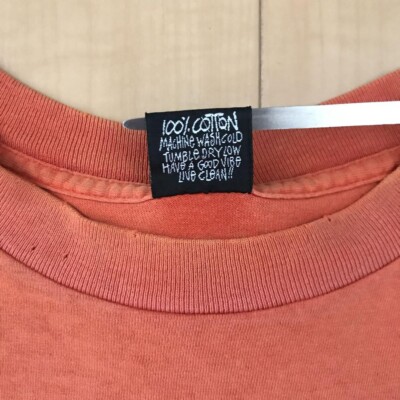 100% COTTON
MACHINE WASH COLD
TUMBLE DRY LOW
HAVE A GOOD VIBE
LIVE CLEAN!!